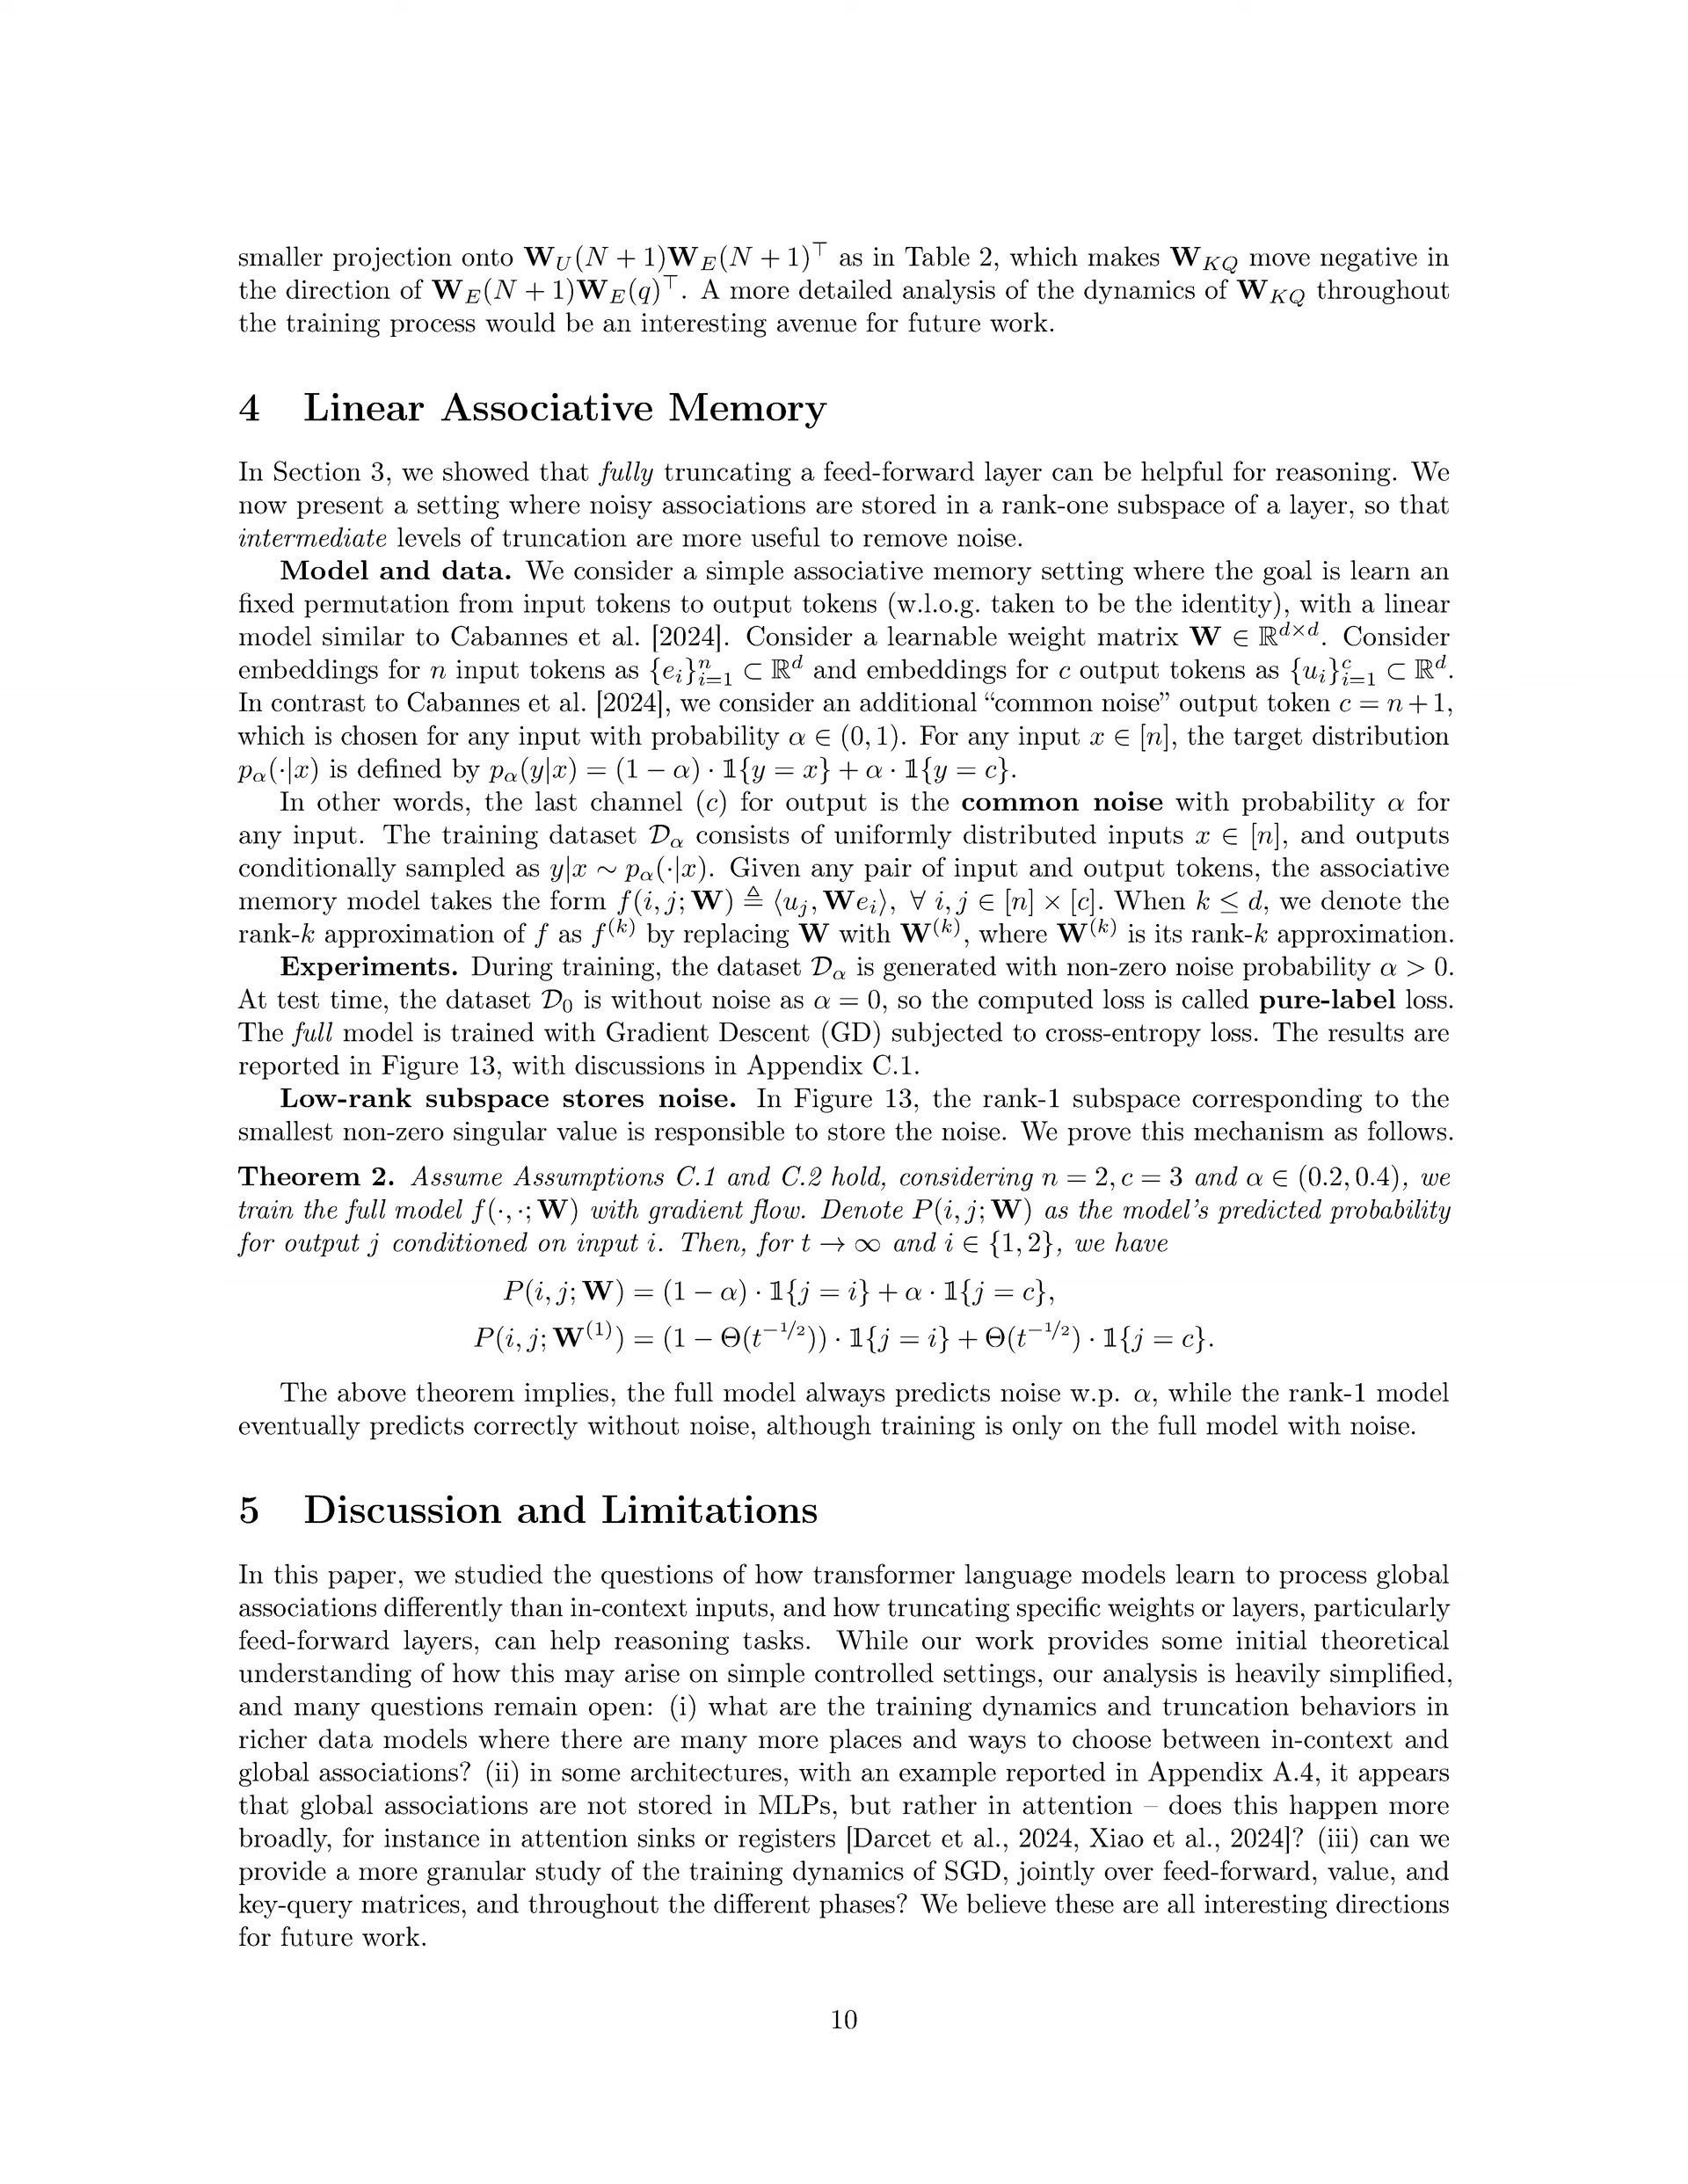 smaller projection onto W_U(N + 1)W_E(N + 1)^⊤ as in Table 2, which makes W_{KQ} move negative in
the direction of W_E(N + 1)W_E(q)^⊤. A more detailed analysis of the dynamics of W_{KQ} throughout
the training process would be an interesting avenue for future work.
4 Linear Associative Memory
In Section 3, we showed that fully truncating a feed-forward layer can be helpful for reasoning. We
now present a setting where noisy associations are stored in a rank-one subspace of a layer, so that
intermediate levels of truncation are more useful to remove noise.
Model and data. We consider a simple associative memory setting where the goal is learn an
fixed permutation from input tokens to output tokens (w.l.o.g. taken to be the identity), with a linear
model similar to Cabannes et al. [2024]. Consider a learnable weight matrix W ∈ ℝ^{d×d}. Consider
embeddings for n input tokens as {e_i}_{i=1}^n ⊂ ℝ^d and embeddings for c output tokens as {u_i}_{i=1}^c ⊂ ℝ^d.
In contrast to Cabannes et al. [2024], we consider an additional “common noise” output token c = n + 1,
which is chosen for any input with probability α ∈ (0, 1). For any input x ∈ [n], the target distribution
p_α(·|x) is defined by p_α(y|x) = (1 − α) · 𝟙{y = x} + α · 𝟙{y = c}.
In other words, the last channel (c) for output is the common noise with probability α for
any input. The training dataset 𝒟_α consists of uniformly distributed inputs x ∈ [n], and outputs
conditionally sampled as y|x ∼ p_α(·|x). Given any pair of input and output tokens, the associative
memory model takes the form f(i, j; W) ≜ ⟨u_j, We_i⟩, ∀ i, j ∈ [n] × [c]. When k ≤ d, we denote the
rank-k approximation of f as f^{(k)} by replacing W with W^{(k)}, where W^{(k)} is its rank-k approximation.
Experiments. During training, the dataset 𝒟_α is generated with non-zero noise probability α > 0.
At test time, the dataset 𝒟_0 is without noise as α = 0, so the computed loss is called pure-label loss.
The full model is trained with Gradient Descent (GD) subjected to cross-entropy loss. The results are
reported in Figure 13, with discussions in Appendix C.1.
Low-rank subspace stores noise. In Figure 13, the rank-1 subspace corresponding to the
smallest non-zero singular value is responsible to store the noise. We prove this mechanism as follows.
Theorem 2. Assume Assumptions C.1 and C.2 hold, considering n = 2, c = 3 and α ∈ (0.2, 0.4), we
train the full model f(·, ·; W) with gradient flow. Denote P(i, j; W) as the model's predicted probability
for output j conditioned on input i. Then, for t → ∞ and i ∈ {1, 2}, we have
P(i, j; W) = (1 − α) · 𝟙{j = i} + α · 𝟙{j = c},
P(i, j; W^{(1)}) = (1 − Θ(t^{−1/2})) · 𝟙{j = i} + Θ(t^{−1/2}) · 𝟙{j = c}.
The above theorem implies, the full model always predicts noise w.p. α, while the rank-1 model
eventually predicts correctly without noise, although training is only on the full model with noise.
5 Discussion and Limitations
In this paper, we studied the questions of how transformer language models learn to process global
associations differently than in-context inputs, and how truncating specific weights or layers, particularly
feed-forward layers, can help reasoning tasks. While our work provides some initial theoretical
understanding of how this may arise on simple controlled settings, our analysis is heavily simplified,
and many questions remain open: (i) what are the training dynamics and truncation behaviors in
richer data models where there are many more places and ways to choose between in-context and
global associations? (ii) in some architectures, with an example reported in Appendix A.4, it appears
that global associations are not stored in MLPs, but rather in attention – does this happen more
broadly, for instance in attention sinks or registers [Darcet et al., 2024, Xiao et al., 2024]? (iii) can we
provide a more granular study of the training dynamics of SGD, jointly over feed-forward, value, and
key-query matrices, and throughout the different phases? We believe these are all interesting directions
for future work.
10